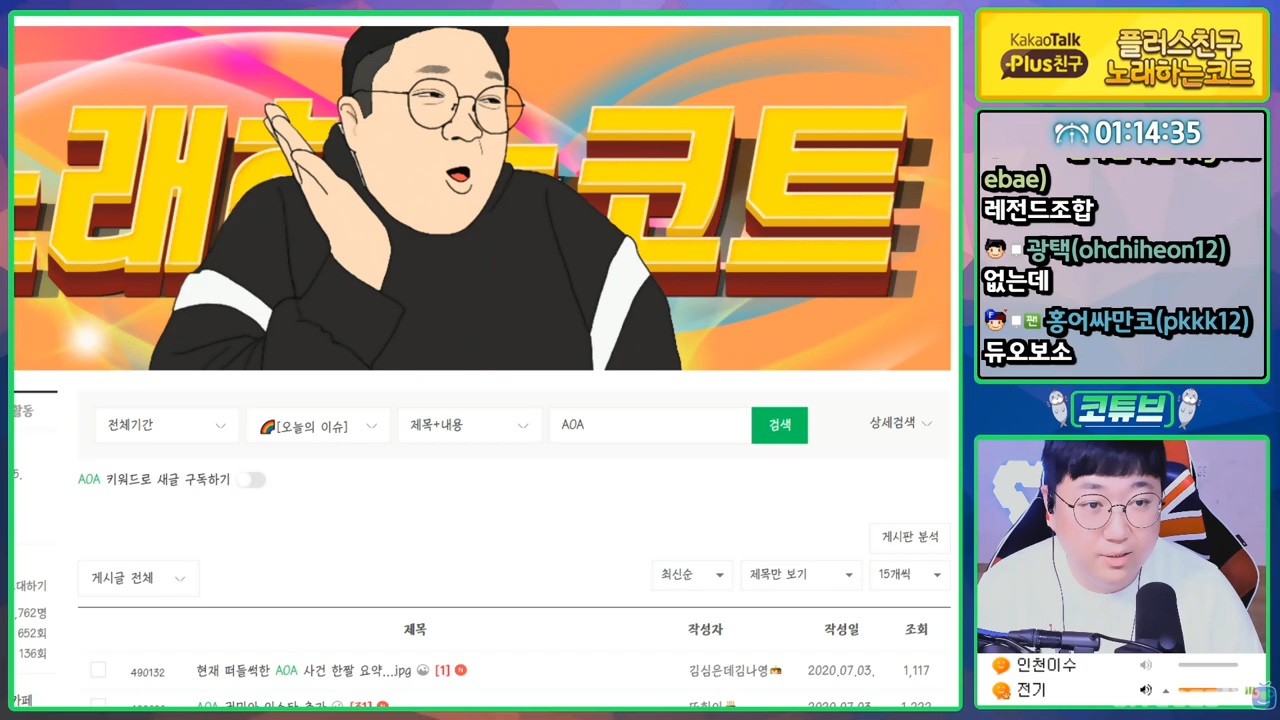 래하 코트
KakaoTalk
Plus친구
플러스친구
노래하는코트
01:14:35
ebae)
레전드조합
광택(ohchiheon12)
없는데
F 팬 홍어싸만코(pkkk12)
듀오보소
코튜브
활동
전체기간
[오늘의 이슈]
제목+내용
AOA
검색
상세검색
5.
AOA 키워드로 새글 구독하기
게시판 분석
대하기
게시글 전체
최신순
제목만 보기
15개씩
,762명
652회
136회
제목
작성자
작성일
조회
490132
현재 떠들썩한 AOA 사건 한짤 요약...jpg
[1] N
김심은데김나영
2020.07.03.
1,117
카페
인천이수
전기